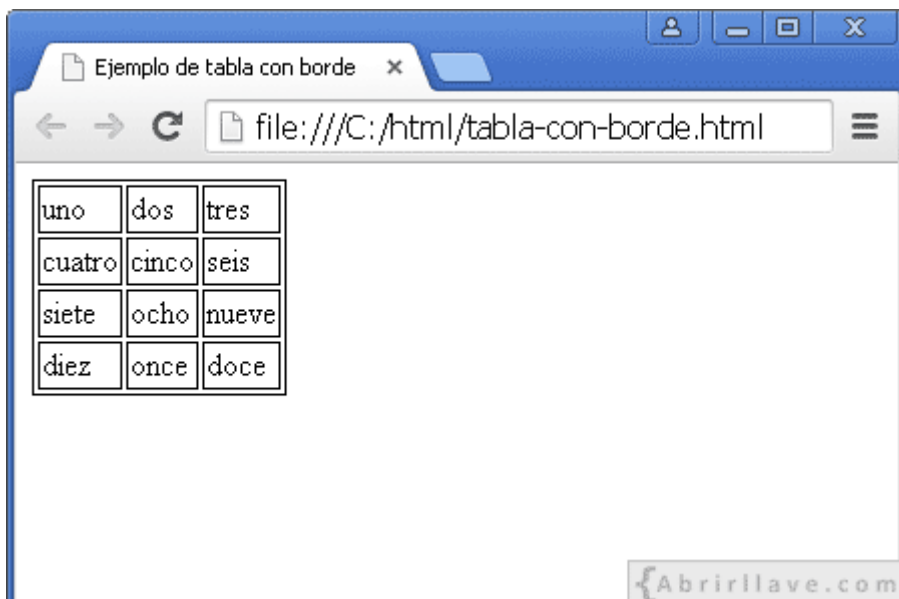 Ejemplo de tabla con borde
file:///C:/html/tabla-con-borde.html
uno dos tres
cuatro cinco seis
siete ocho nueve
diez once doce
{Abrirllave.com